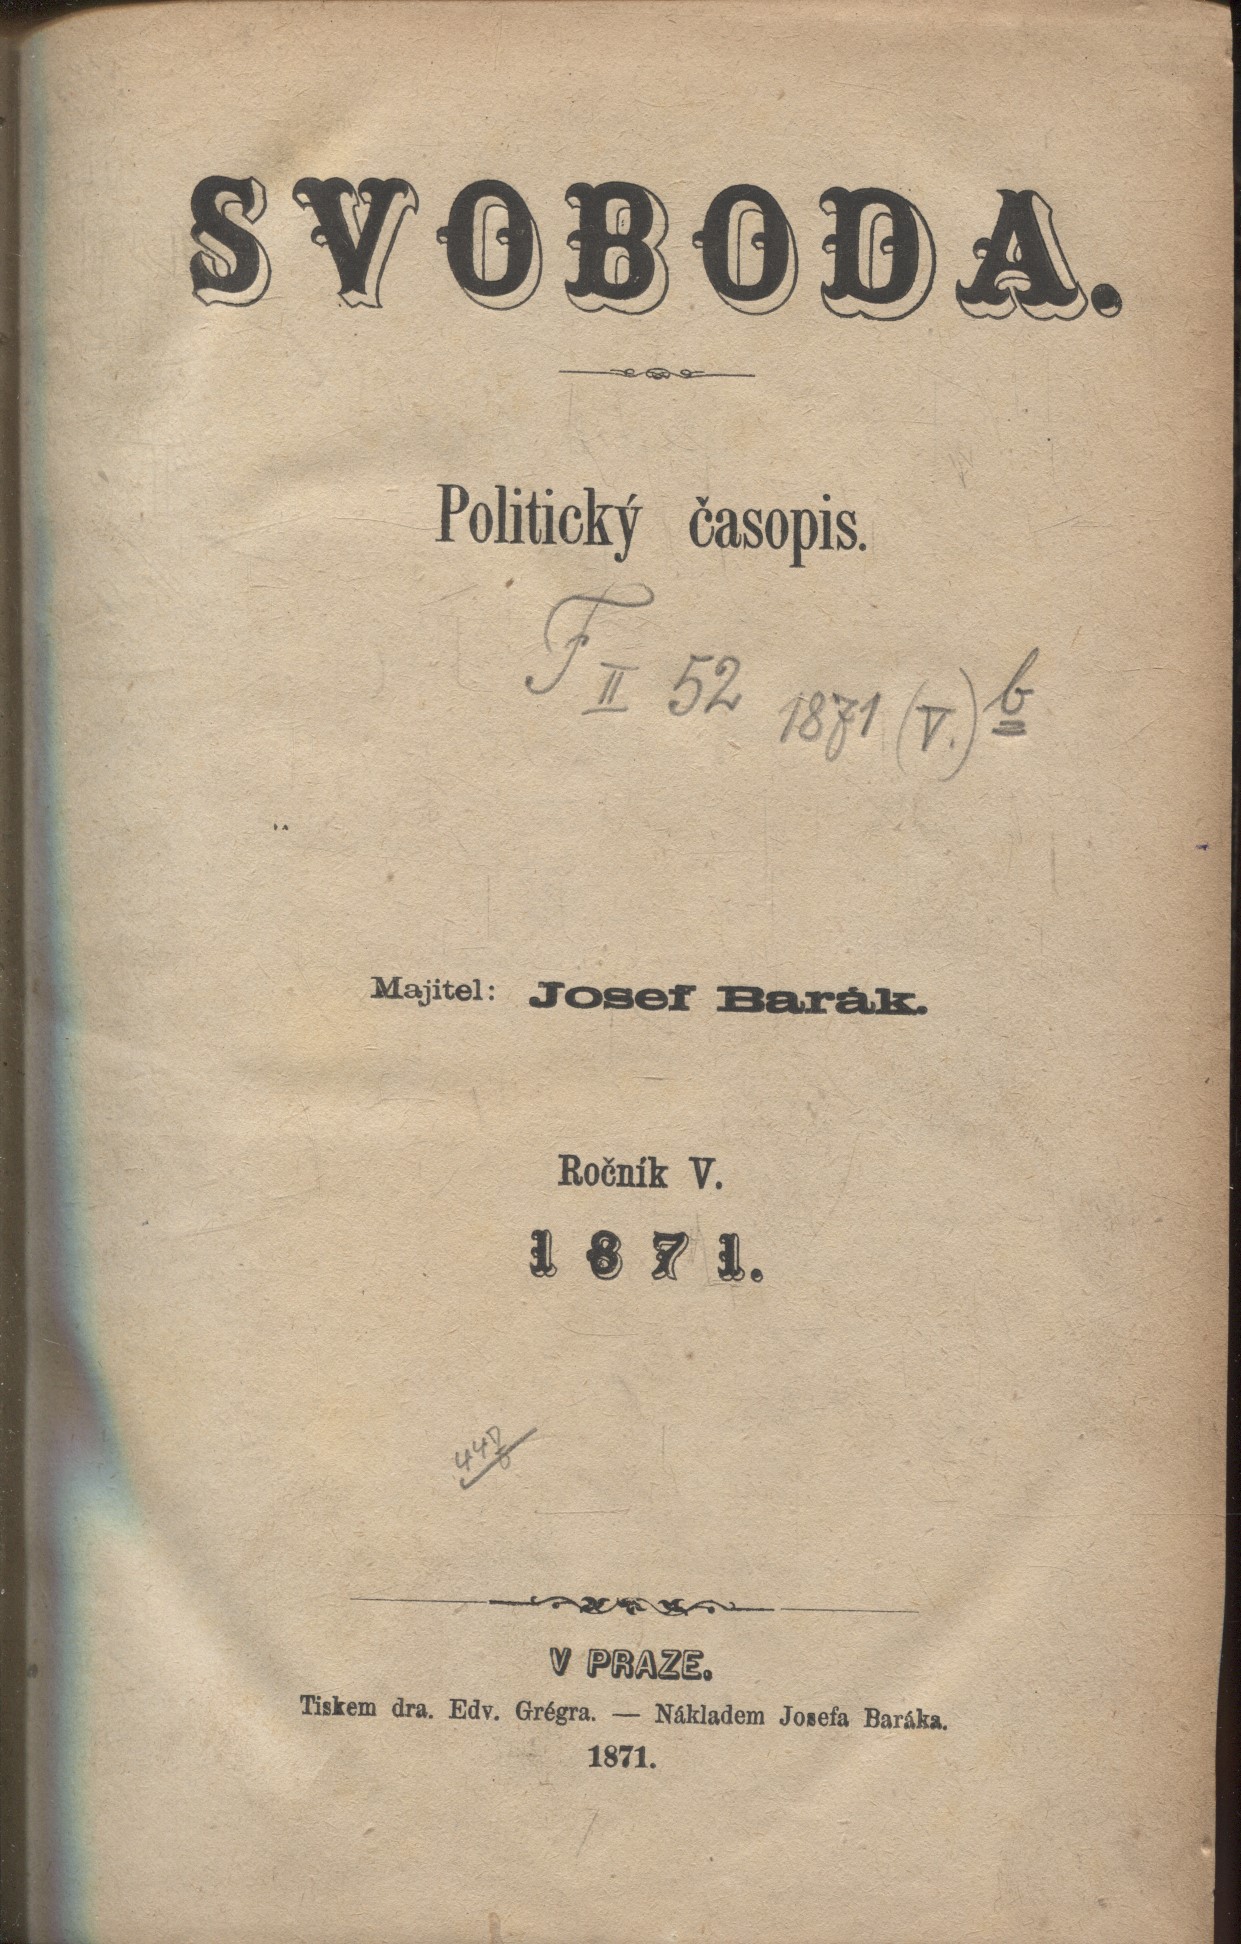 SVOBODA.
Politický časopis.
F II 52 1871 (V.) b
Majitel: Josef Barák.
Ročník V.
1871.
V PRAZE.
Tiskem dra. Edv. Grégra. — Nákladem Josefa Baráka.
1871.